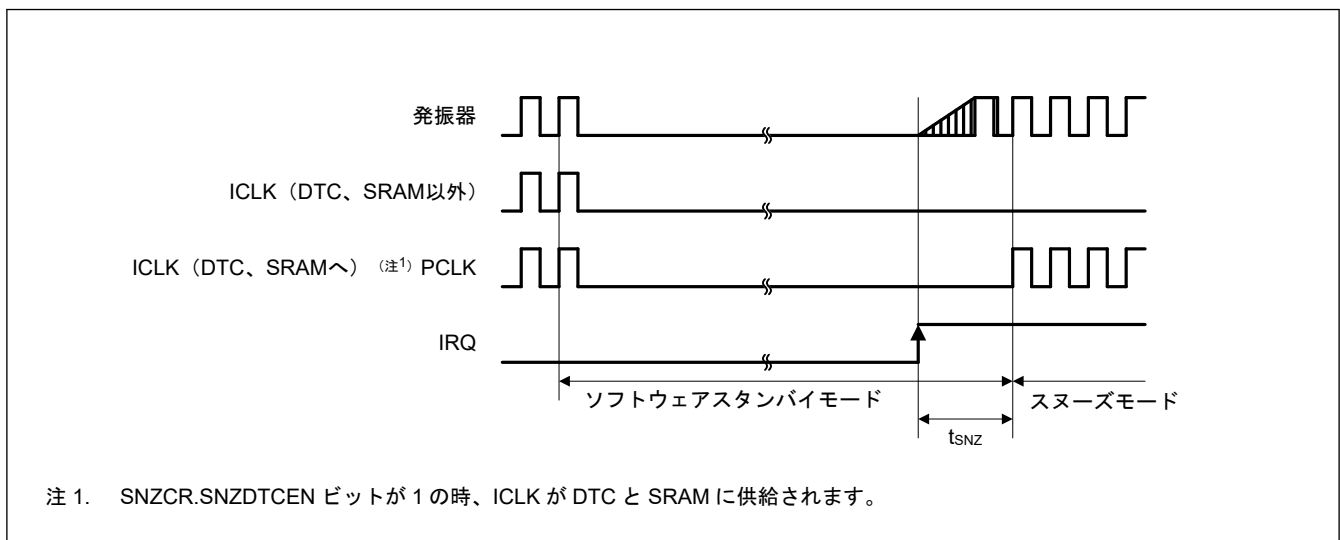 発振器
ICLK（DTC、SRAM以外）
ICLK（DTC、SRAMへ）（注1）PCLK
IRQ
ソフトウェアスタンバイモード
スヌーズモード
tSNZ
注 1. SNZCR.SNZDTCEN ビットが 1 の時、ICLK が DTC と SRAM に供給されます。